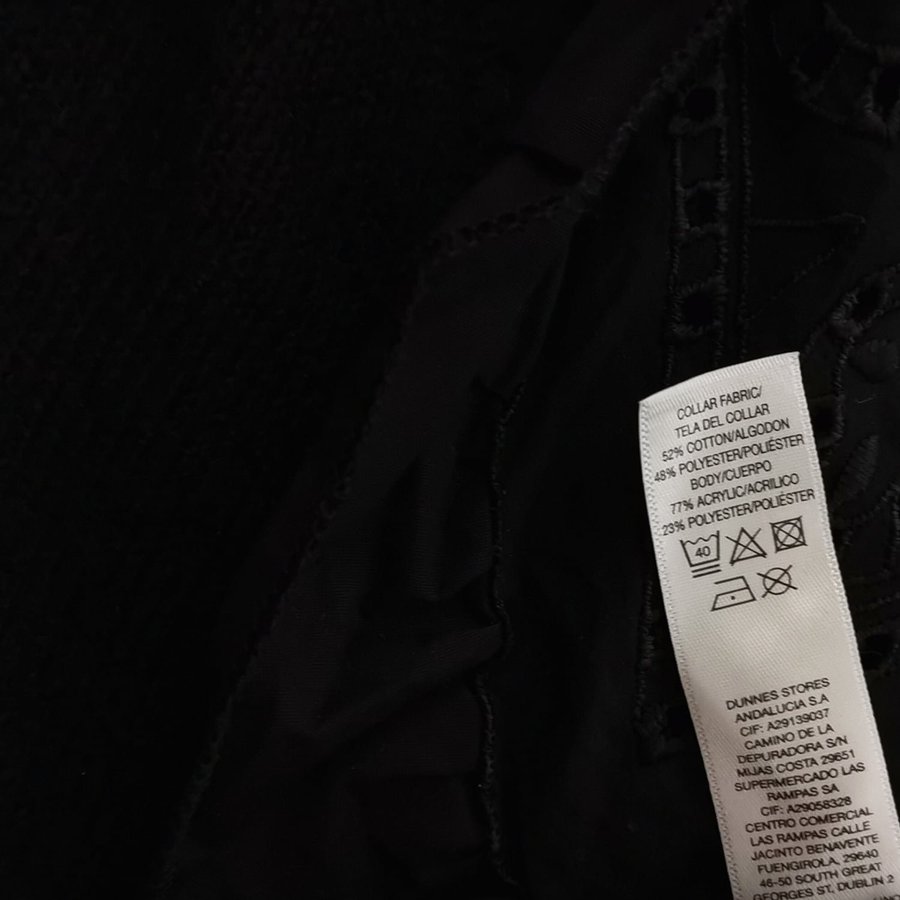 COLLAR FABRIC/
TELA DEL COLLAR
52% COTTON/ALGODON
48% POLYESTER/POLIÉSTER
BODY/CUERPO
77% ACRYLIC/ACRILICO
23% POLYESTER/POLIÉSTER
40
DUNNES STORES
ANDALUCIA S.A
CIF: A29139037
CAMINO DE LA
DEPURADORA S/N
MIJAS COSTA 29651
SUPERMERCADO LAS
RAMPAS SA
CIF: A29058328
CENTRO COMERCIAL
LAS RAMPAS CALLE
JACINTO BENAVENTE
FUENGIROLA, 29640
46-50 SOUTH GREAT
GEORGES ST, DUBLIN 2